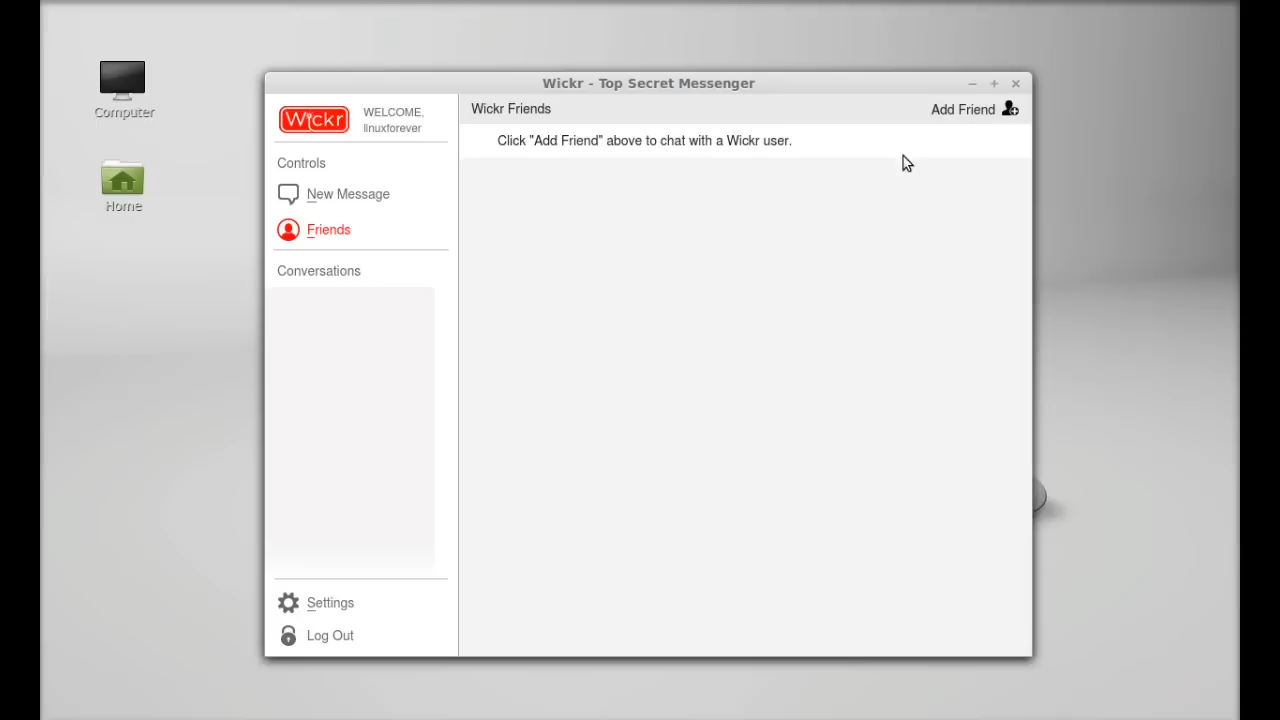 Wickr - Top Secret Messenger
Computer
Home
Wickr
WELCOME,
linuxforever
Controls
New Message
Friends
Conversations
Settings
Log Out
Wickr Friends
Add Friend
Click "Add Friend" above to chat with a Wickr user.